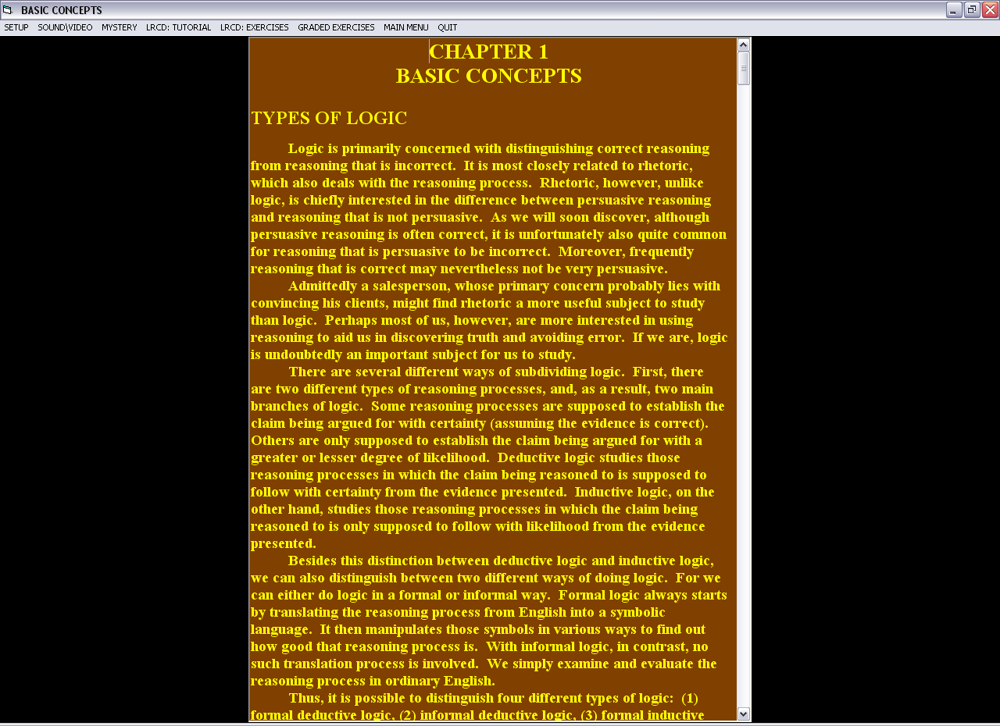 BASIC CONCEPTS
SETUP SOUND\VIDEO MYSTERY LRCD: TUTORIAL LRCD: EXERCISES GRADED EXERCISES MAIN MENU QUIT
CHAPTER 1
BASIC CONCEPTS
TYPES OF LOGIC
Logic is primarily concerned with distinguishing correct reasoning
from reasoning that is incorrect.  It is most closely related to rhetoric,
which also deals with the reasoning process.  Rhetoric, however, unlike
logic, is chiefly interested in the difference between persuasive reasoning
and reasoning that is not persuasive.  As we will soon discover, although
persuasive reasoning is often correct, it is unfortunately also quite common
for reasoning that is persuasive to be incorrect.  Moreover, frequently
reasoning that is correct may nevertheless not be very persuasive.
Admittedly a salesperson, whose primary concern probably lies with
convincing his clients, might find rhetoric a more useful subject to study
than logic.  Perhaps most of us, however, are more interested in using
reasoning to aid us in discovering truth and avoiding error.  If we are, logic
is undoubtedly an important subject for us to study.
There are several different ways of subdividing logic.  First, there
are two different types of reasoning processes, and, as a result, two main
branches of logic.  Some reasoning processes are supposed to establish the
claim being argued for with certainty (assuming the evidence is correct).
Others are only supposed to establish the claim being argued for with a
greater or lesser degree of likelihood.  Deductive logic studies those
reasoning processes in which the claim being reasoned to is supposed to
follow with certainty from the evidence presented.  Inductive logic, on the
other hand, studies those reasoning processes in which the claim being
reasoned to is only supposed to follow with likelihood from the evidence
presented.
Besides this distinction between deductive logic and inductive logic,
we can also distinguish between two different ways of doing logic.  For we
can either do logic in a formal or informal way.  Formal logic always starts
by translating the reasoning process from English into a symbolic
language.  It then manipulates those symbols in various ways to find out
how good that reasoning process is.  With informal logic, in contrast, no
such translation process is involved.  We simply examine and evaluate the
reasoning process in ordinary English.
Thus, it is possible to distinguish four different types of logic:  (1)
formal deductive logic, (2) informal deductive logic, (3) formal inductive